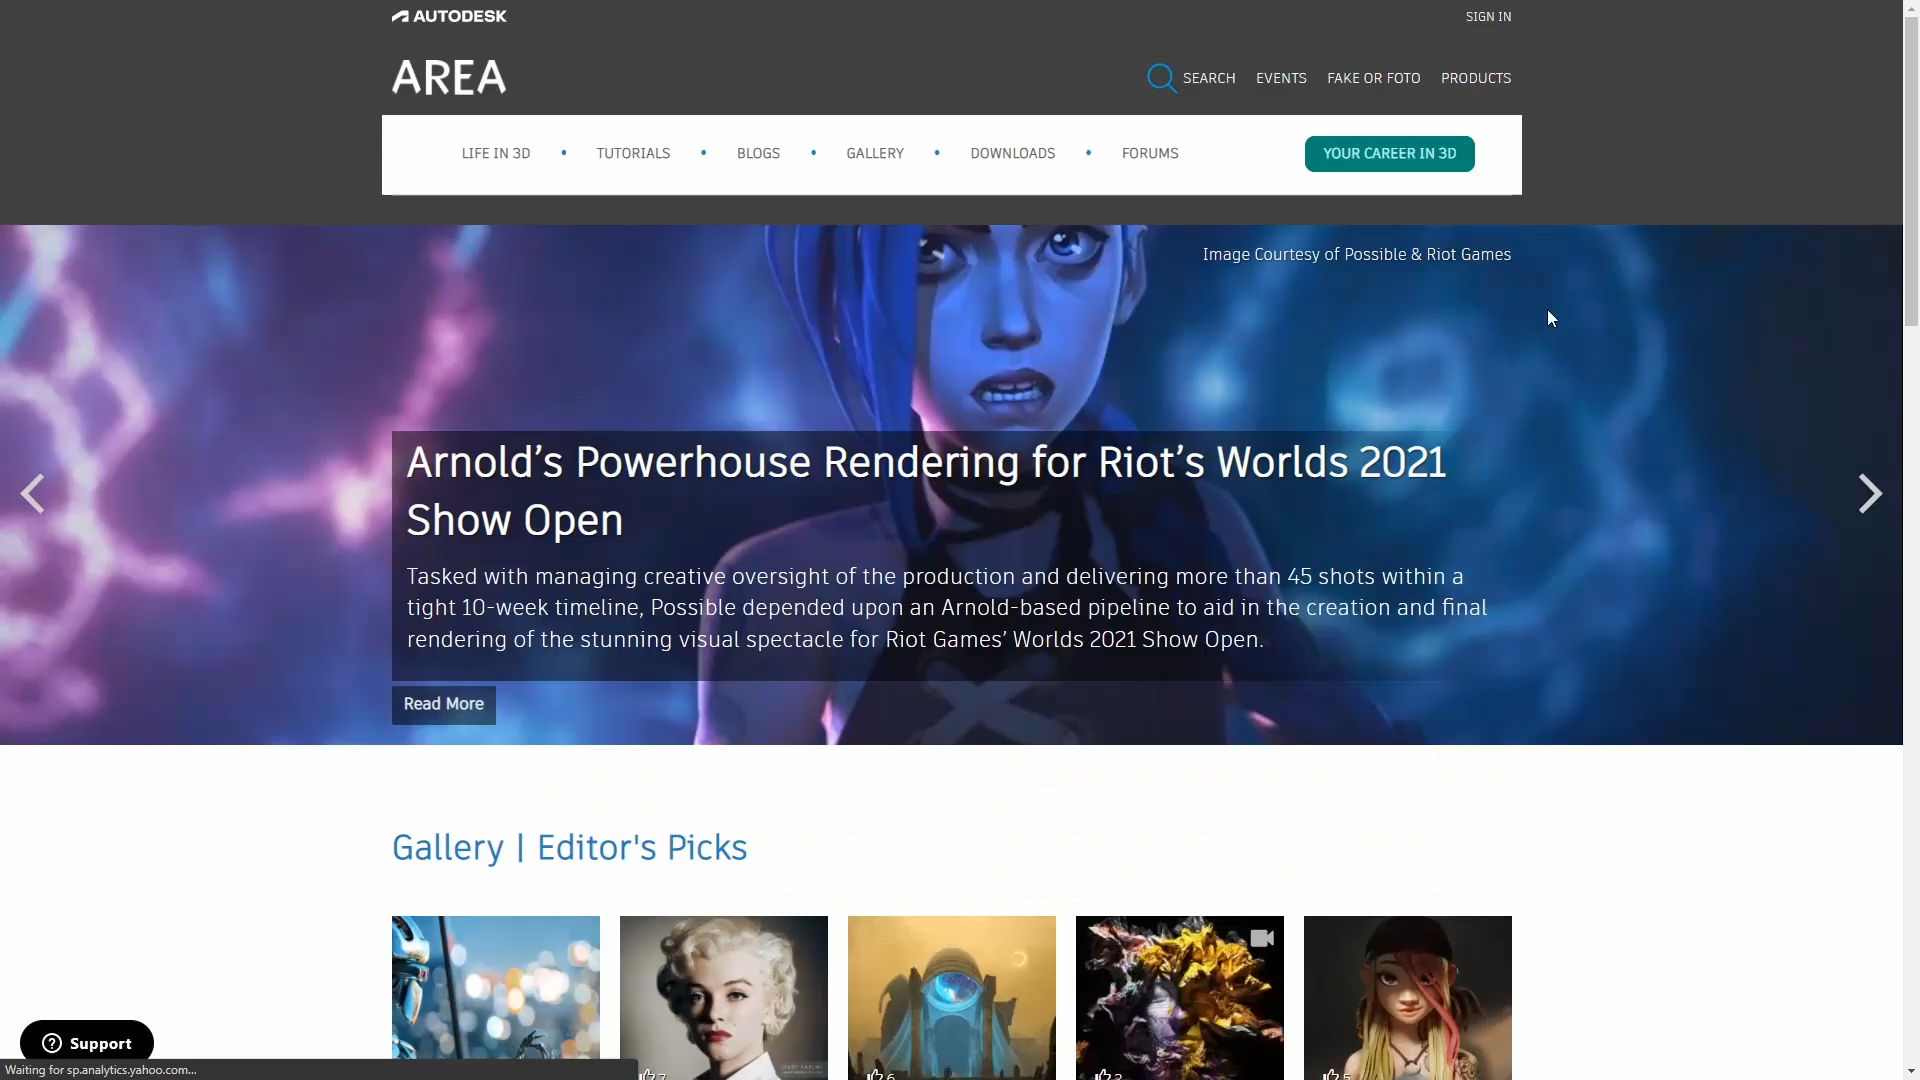 AUTODESK
SIGN IN
AREA
SEARCH EVENTS FAKE OR FOTO PRODUCTS
LIFE IN 3D • TUTORIALS • BLOGS • GALLERY • DOWNLOADS • FORUMS
YOUR CAREER IN 3D
Image Courtesy of Possible & Riot Games
Arnold’s Powerhouse Rendering for Riot’s Worlds 2021
Show Open
Tasked with managing creative oversight of the production and delivering more than 45 shots within a
tight 10-week timeline, Possible depended upon an Arnold-based pipeline to aid in the creation and final
rendering of the stunning visual spectacle for Riot Games’ Worlds 2021 Show Open.
Read More
Gallery | Editor's Picks
Support
Waiting for sp.analytics.yahoo.com...